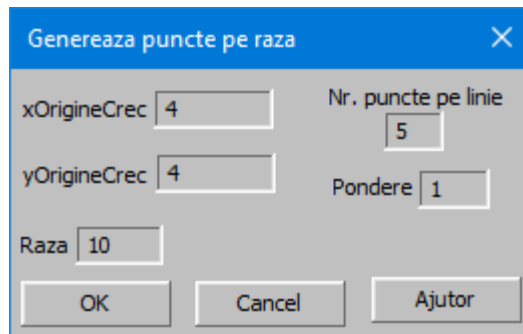 Genereaza puncte pe raza
xOrigineCrec 4
Nr. puncte pe linie
5
yOrigineCrec 4
Pondere 1
Raza 10
OK Cancel Ajutor